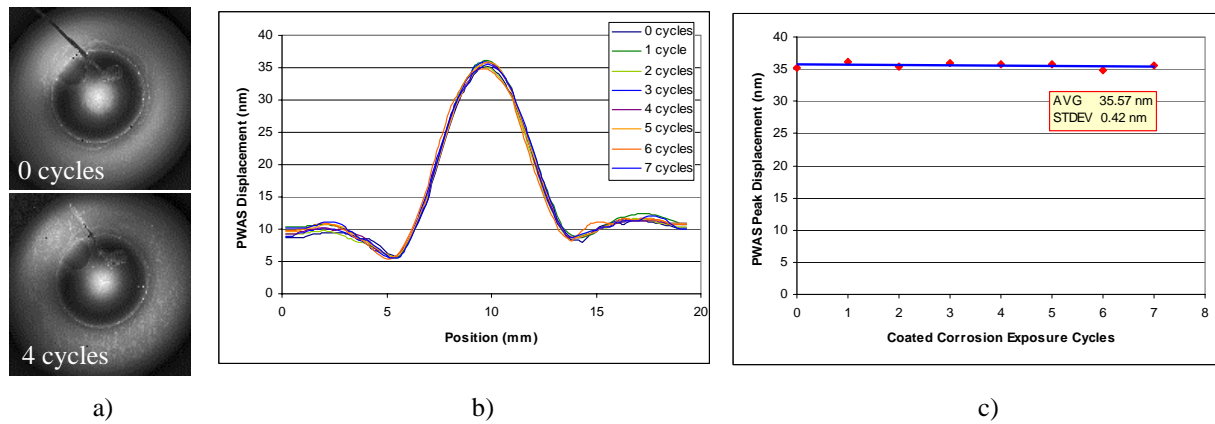 0 cycles
4 cycles
a)
PWAS Displacement (nm)
40
35
30
25
20
15
10
5
0
0
5
10
15
20
Position (mm)
0 cycles
1 cycle
2 cycles
3 cycles
4 cycles
5 cycles
6 cycles
7 cycles
b)
PWAS Peak Displacement (nm)
40
35
30
25
20
15
10
5
0
0
1
2
3
4
5
6
7
8
Coated Corrosion Exposure Cycles
AVG 35.57 nm
STDEV 0.42 nm
c)